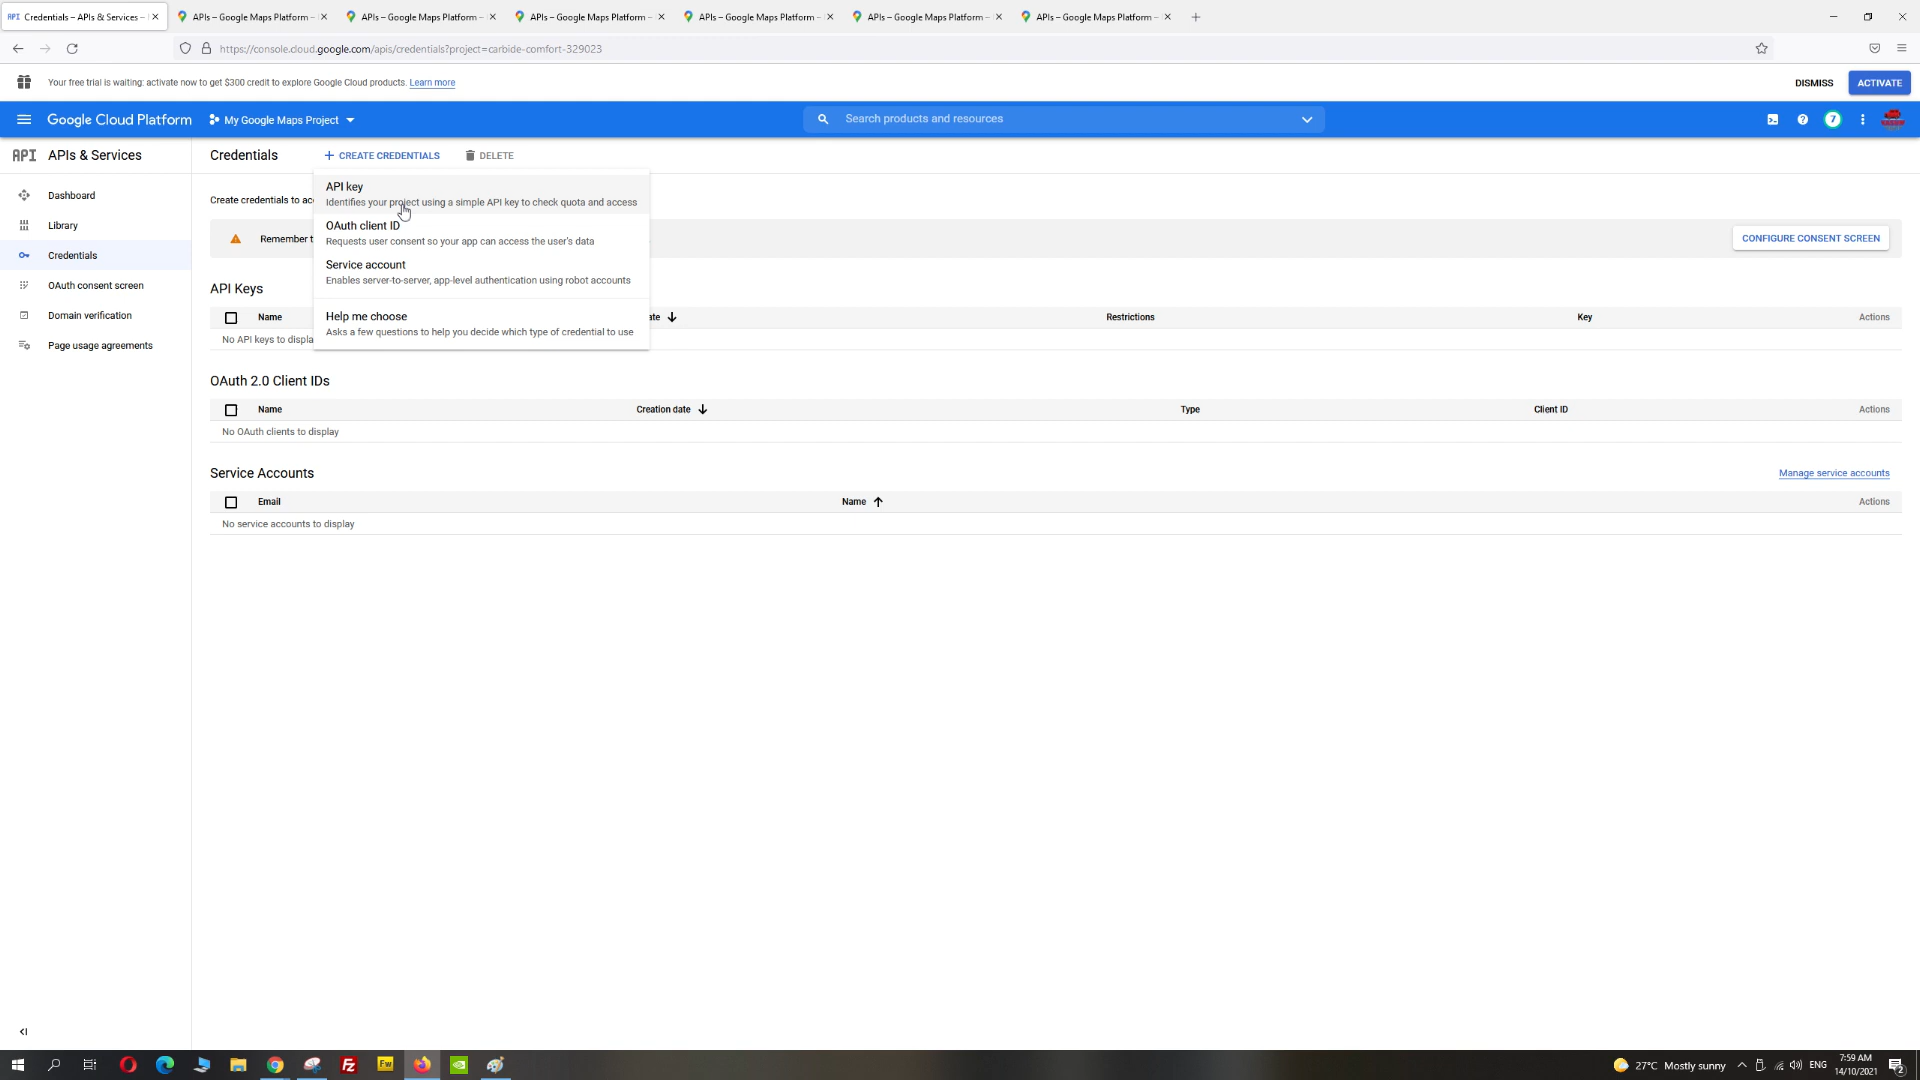 Credentials – APIs & Services –
APIs – Google Maps Platform –
APIs – Google Maps Platform –
APIs – Google Maps Platform –
APIs – Google Maps Platform –
APIs – Google Maps Platform –
APIs – Google Maps Platform –
https://console.cloud.google.com/apis/credentials?project=carbide-comfort-329023
Your free trial is waiting: activate now to get $300 credit to explore Google Cloud products. Learn more
DISMISS
ACTIVATE
Google Cloud Platform
My Google Maps Project
Search products and resources
7
API APIs & Services
Credentials
CREATE CREDENTIALS
DELETE
Dashboard
Library
Credentials
OAuth consent screen
Domain verification
Page usage agreements
Create credentials to ac
Remember t
CONFIGURE CONSENT SCREEN
API key
Identifies your project using a simple API key to check quota and access
OAuth client ID
Requests user consent so your app can access the user's data
Service account
Enables server-to-server, app-level authentication using robot accounts
Help me choose
Asks a few questions to help you decide which type of credential to use
API Keys
Name
ate
Restrictions
Key
Actions
No API keys to displa
OAuth 2.0 Client IDs
Name
Creation date
Type
Client ID
Actions
No OAuth clients to display
Service Accounts
Manage service accounts
Email
Name
Actions
No service accounts to display
Fw
27°C Mostly sunny
ENG
7:59 AM
14/10/2021
2